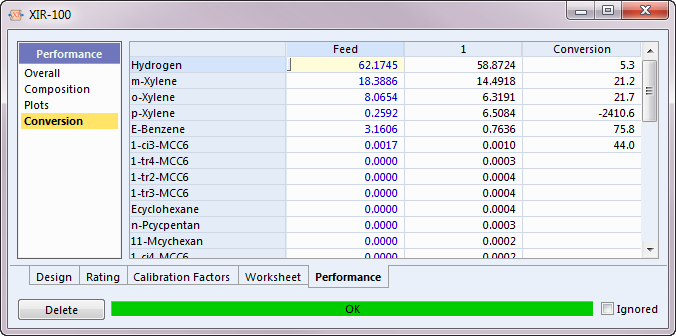 XIR-100
Performance
Overall
Composition
Plots
Conversion
Feed 1 Conversion
Hydrogen 62.1745 58.8724 5.3
m-Xylene 18.3886 14.4918 21.2
o-Xylene 8.0654 6.3191 21.7
p-Xylene 0.2592 6.5084 -2410.6
E-Benzene 3.1606 0.7636 75.8
1-ci3-MCC6 0.0017 0.0010 44.0
1-tr4-MCC6 0.0000 0.0003
1-tr2-MCC6 0.0000 0.0004
1-tr3-MCC6 0.0000 0.0003
Ecyclohexane 0.0000 0.0004
n-Pcycpentan 0.0000 0.0003
11-Mcychexan 0.0000 0.0002
1-ci4-MCC6 0.0000 0.0002
Design Rating Calibration Factors Worksheet Performance
Delete OK Ignored